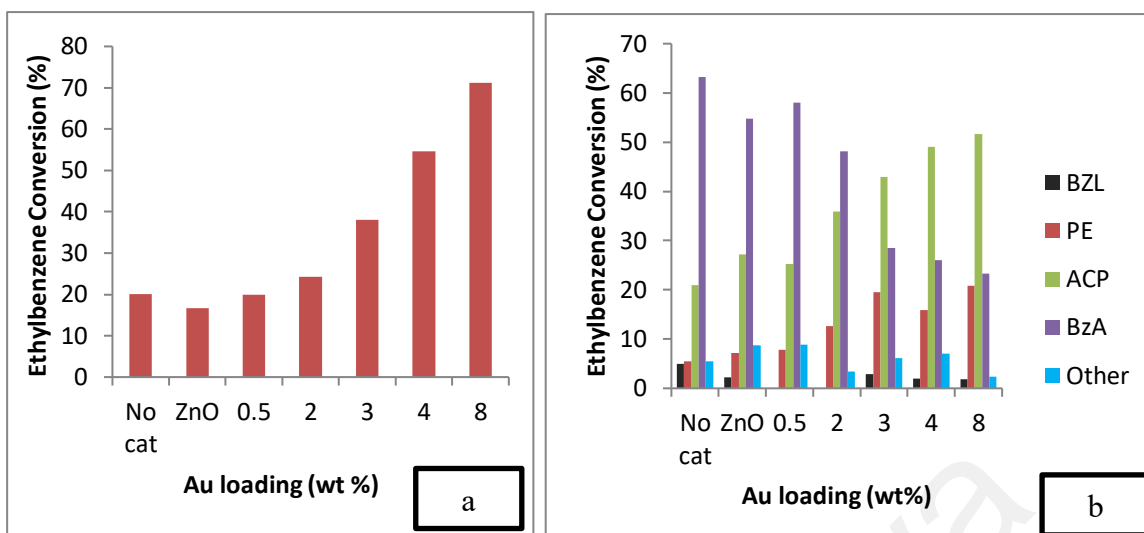 Ethylbenzene Conversion (%)
80
70
60
50
40
30
20
10
0
No cat
ZnO
0.5
2
3
4
8
Au loading (wt %)
a
Ethylbenzene Conversion (%)
70
60
50
40
30
20
10
0
No cat
ZnO
0.5
2
3
4
8
Au loading (wt%)
BZL
PE
ACP
BzA
Other
b